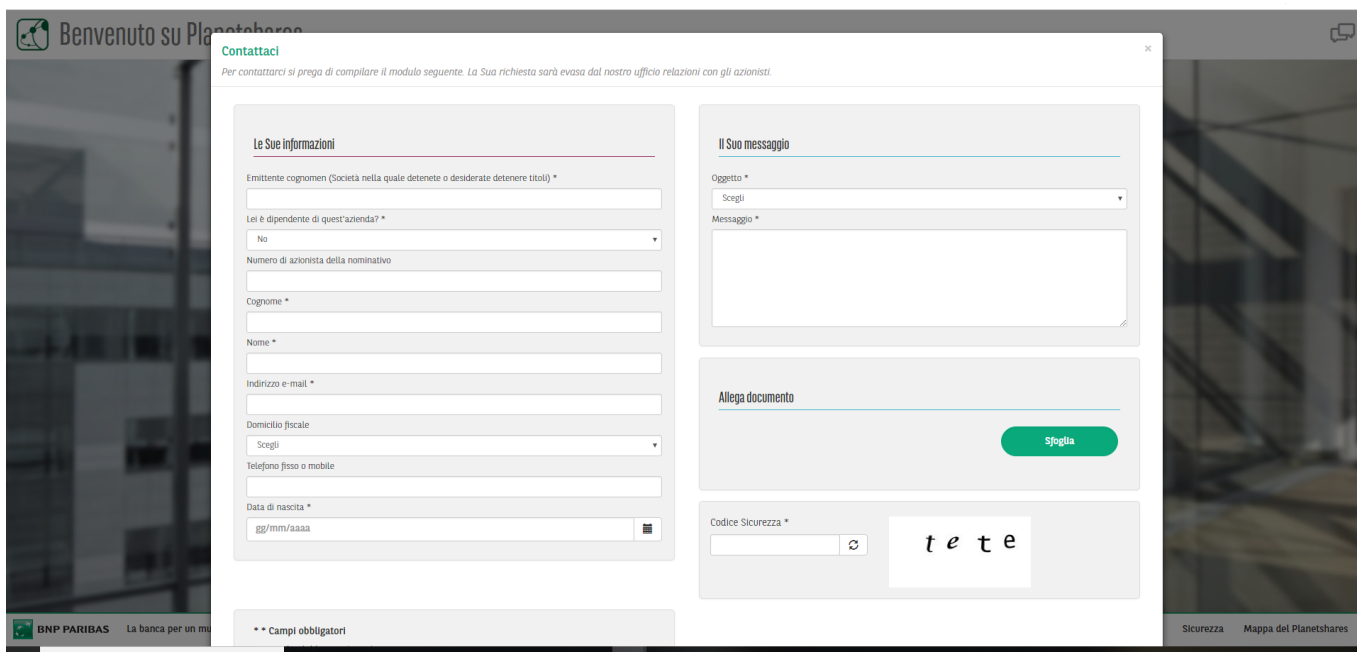 Benvenuto su Planetshares
Contattaci
×
Per contattarci si prega di compilare il modulo seguente. La Sua richiesta sarà evasa dal nostro ufficio relazioni con gli azionisti.
Le Sue informazioni
Emittente cognomen (Società nella quale detenete o desiderate detenere titoli) *
Lei è dipendente di quest'azienda? *
No
Numero di azionista della nominativo
Cognome *
Nome *
Indirizzo e-mail *
Domicilio fiscale
Scegli
Telefono fisso o mobile
Data di nascita *
gg/mm/aaaa
* * Campi obbligatori
Il Suo messaggio
Oggetto *
Scegli
Messaggio *
Allega documento
Sfoglia
Codice Sicurezza *
t e t e
BNP PARIBAS La banca per un mu
Sicurezza Mappa del Planetshares